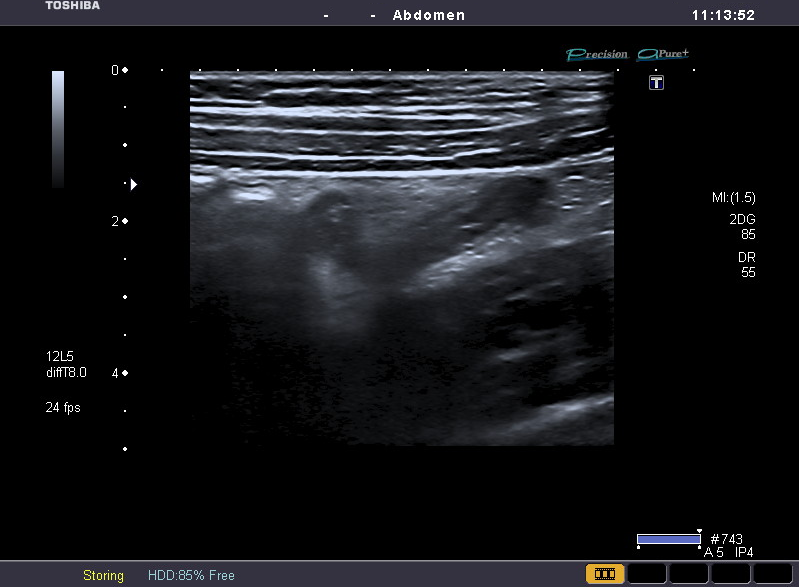 TOSHIBA
- - Abdomen 11:13:52
Precision APure+
0
T
MI:(1.5)
2DG
85
DR
55
2
12L5
diffT8.0
24 fps
4
#743
A 5 IP4
Storing HDD:85% Free